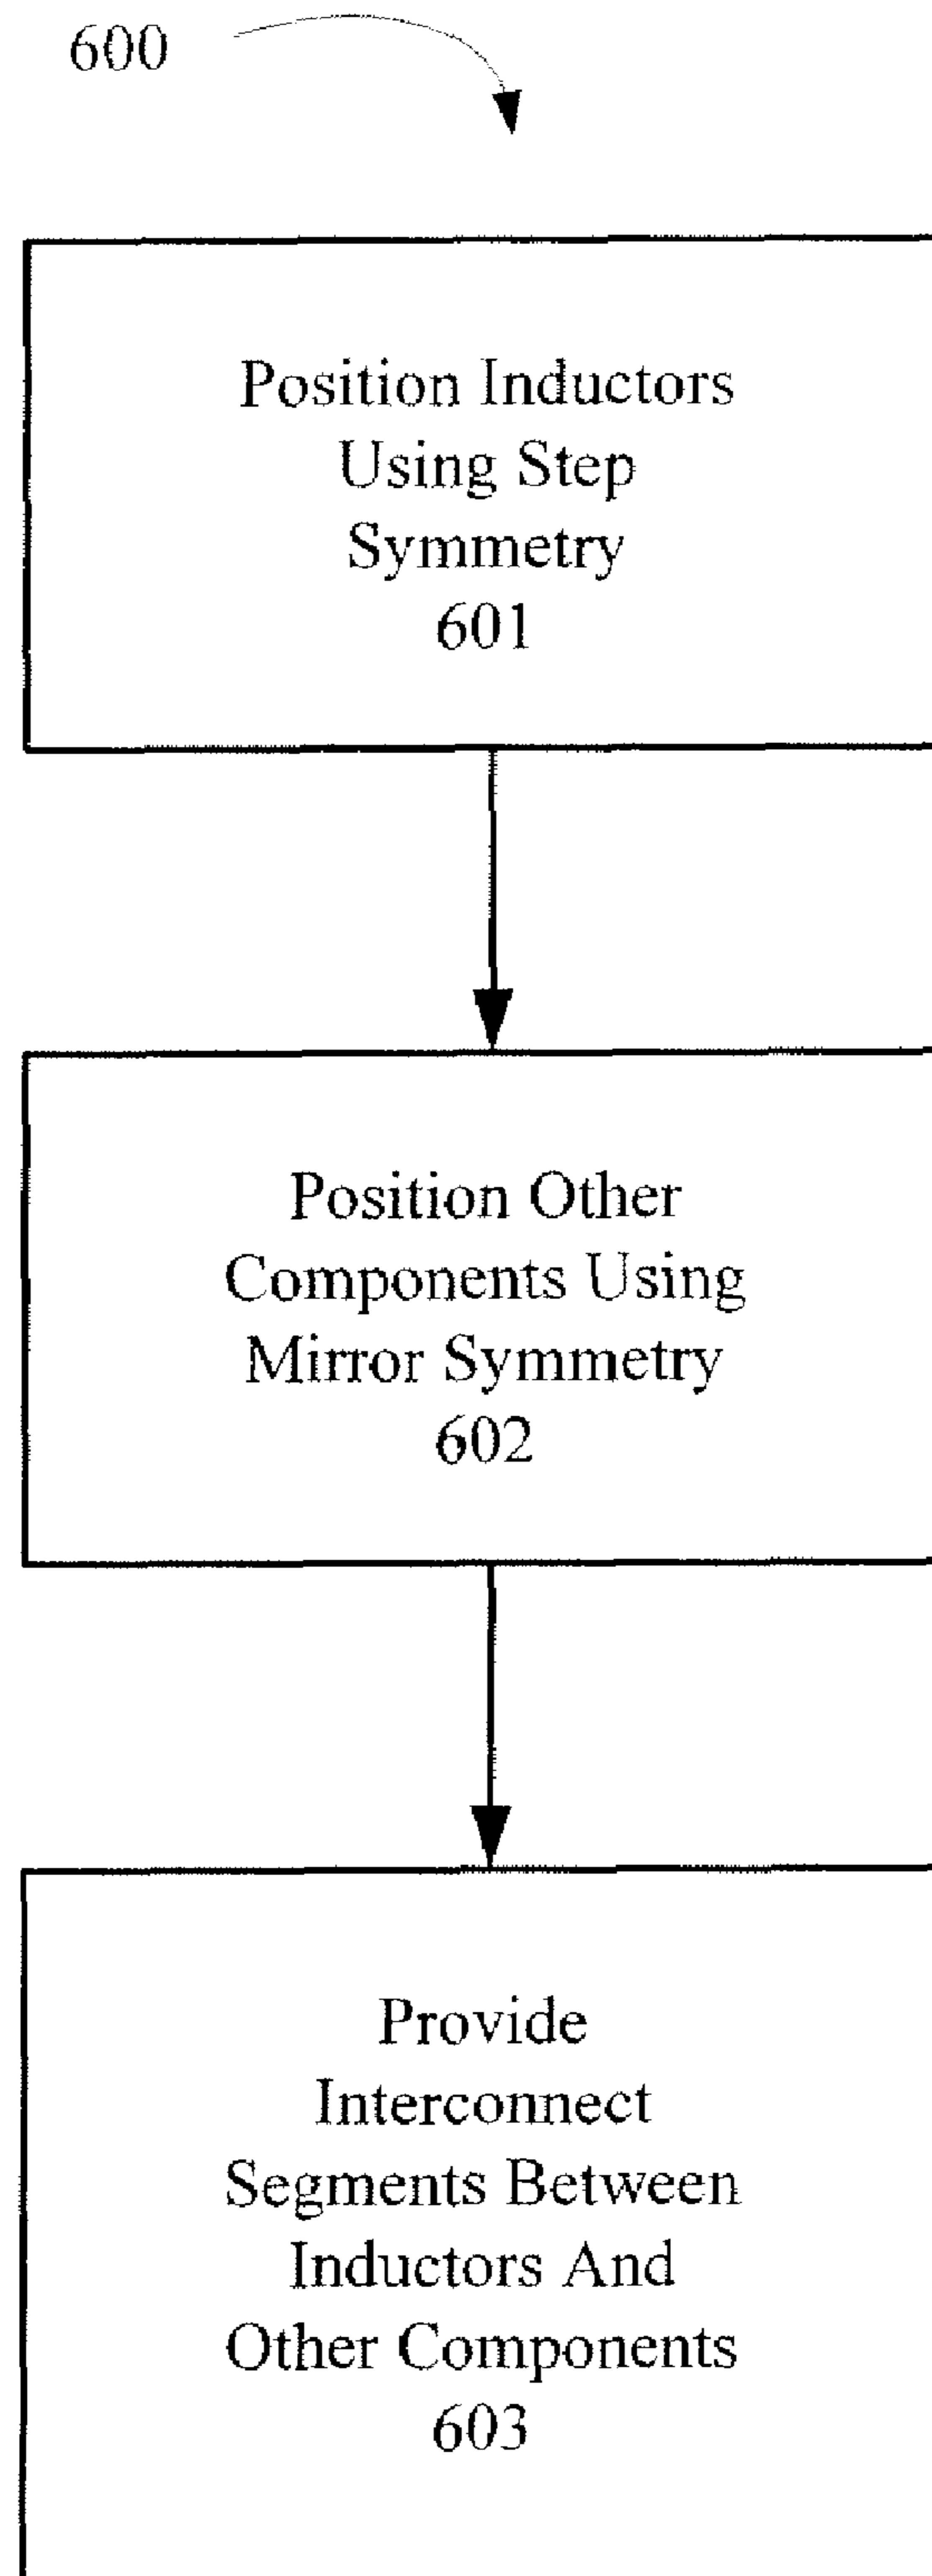 600
Position Inductors
Using Step
Symmetry
601
Position Other
Components Using
Mirror Symmetry
602
Provide
Interconnect
Segments Between
Inductors And
Other Components
603